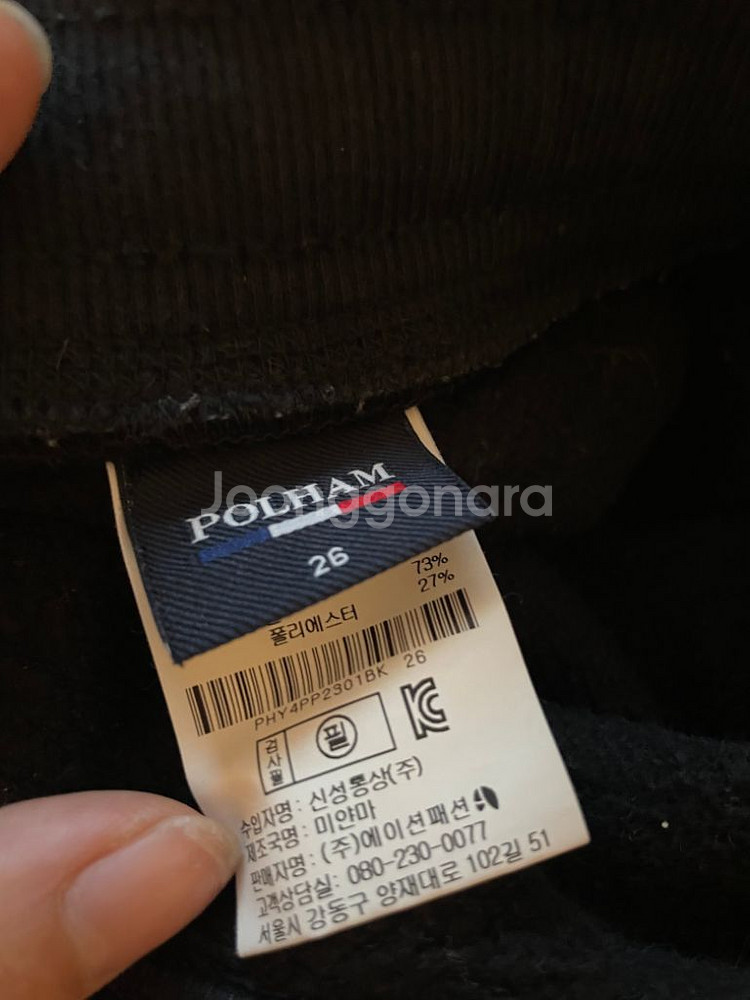 POLHAM
Joonggonara
26
73%
27%
폴리에스터
PHY4PP2301BK 26
검사필
필
수입자명 : 신성통상(주)
제조국명 : 미얀마
판매자명 : (주)에이션패션
고객상담실: 080-230-0077
서울시 강동구 양재대로 102길 51